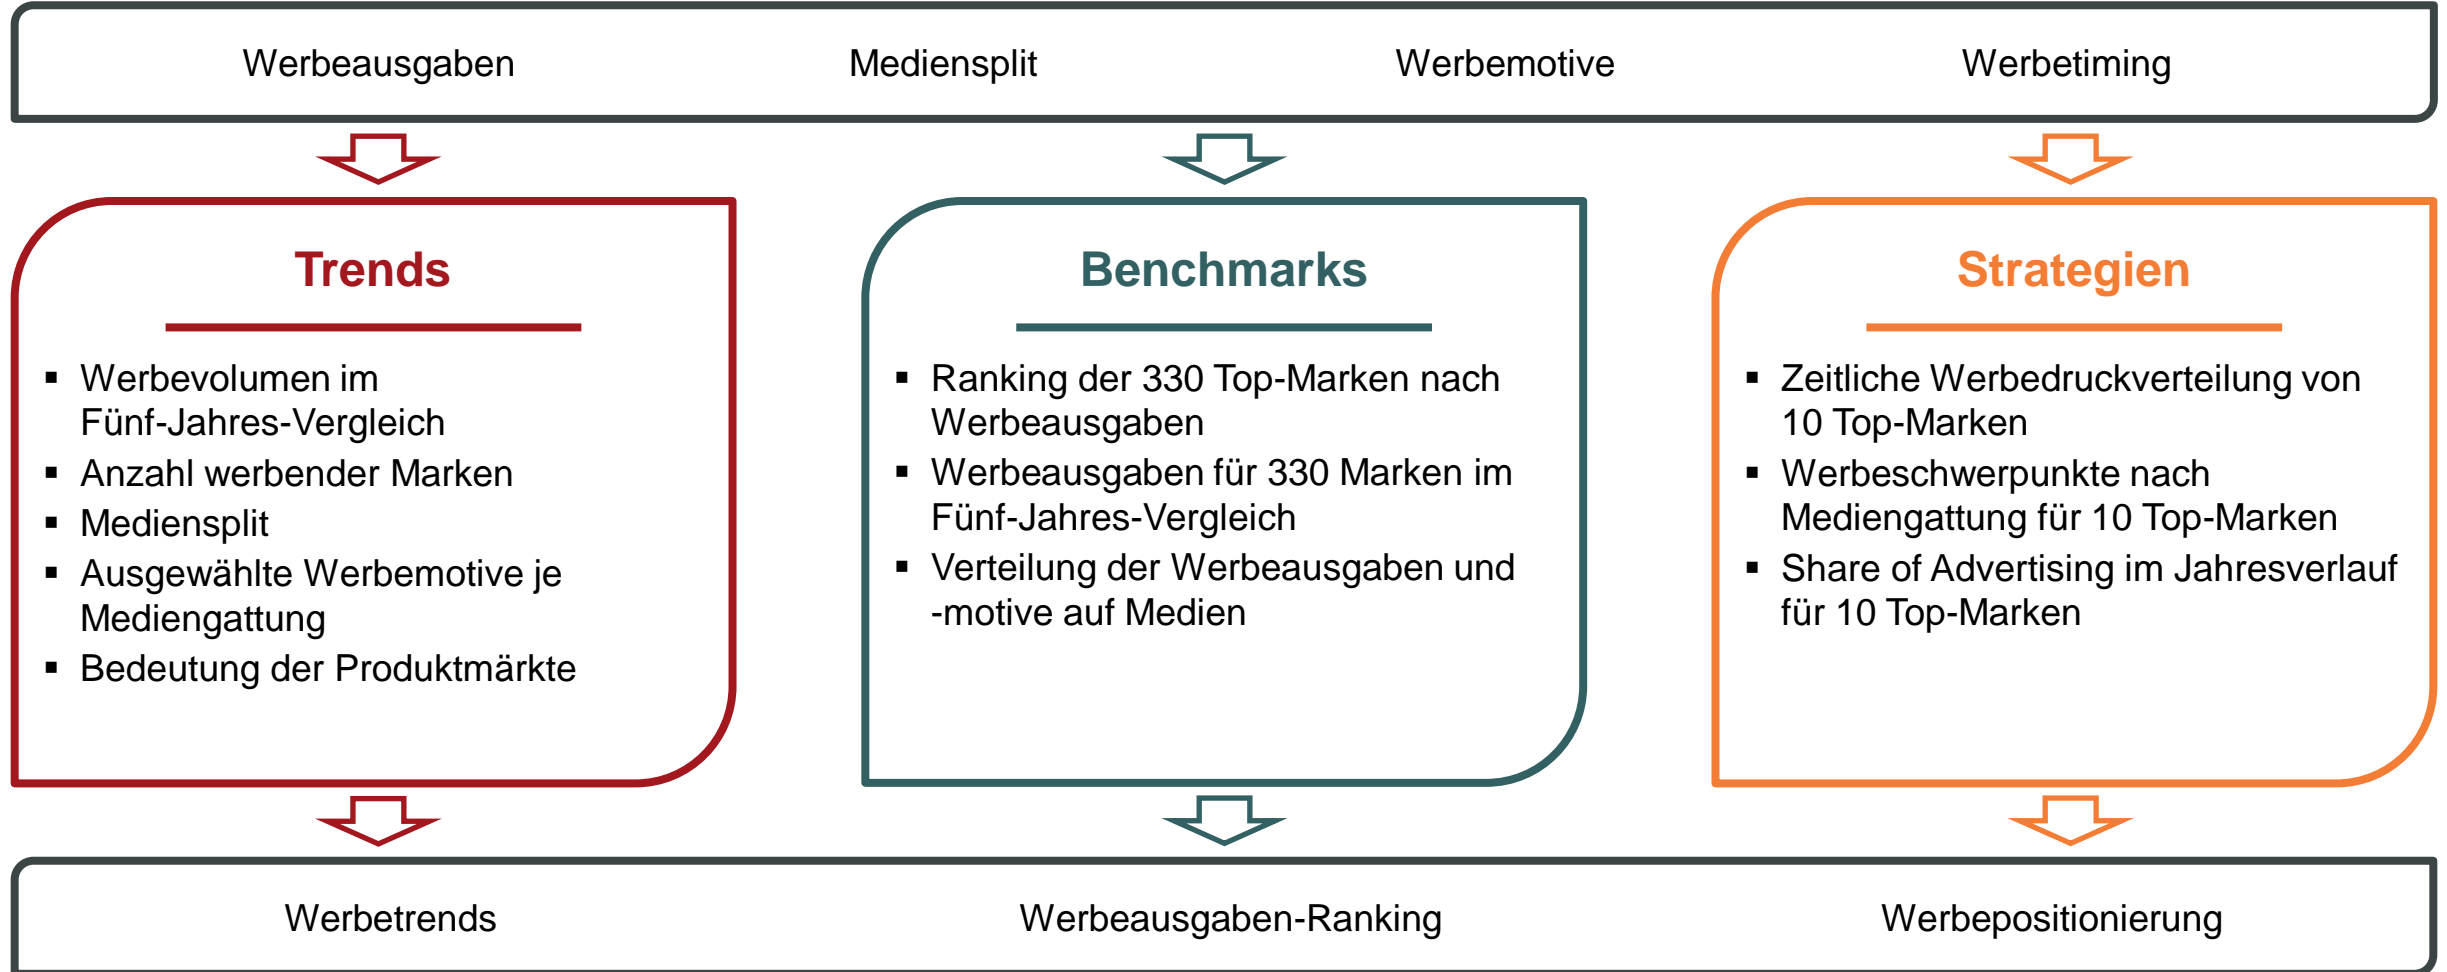 Werbeausgaben Mediensplit Werbemotive Werbetiming
Trends
▪ Werbevolumen im
Fünf-Jahres-Vergleich
▪ Anzahl werbender Marken
▪ Mediensplit
▪ Ausgewählte Werbemotive je
Mediengattung
▪ Bedeutung der Produktmärkte
Benchmarks
▪ Ranking der 330 Top-Marken nach
Werbeausgaben
▪ Werbeausgaben für 330 Marken im
Fünf-Jahres-Vergleich
▪ Verteilung der Werbeausgaben und
-motive auf Medien
Strategien
▪ Zeitliche Werbedruckverteilung von
10 Top-Marken
▪ Werbeschwerpunkte nach
Mediengattung für 10 Top-Marken
▪ Share of Advertising im Jahresverlauf
für 10 Top-Marken
Werbetrends Werbeausgaben-Ranking Werbepositionierung